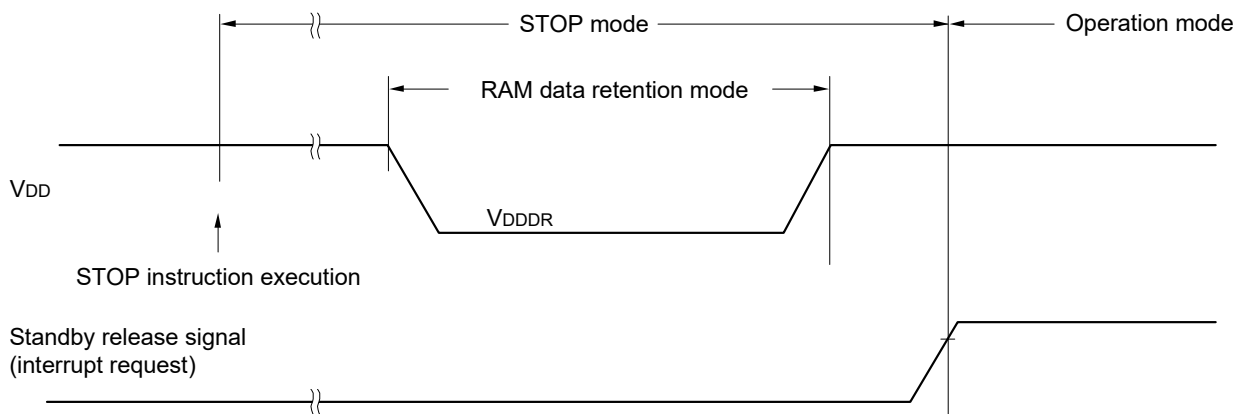 STOP mode
Operation mode
RAM data retention mode
VDD
VDDDR
STOP instruction execution
Standby release signal
(interrupt request)